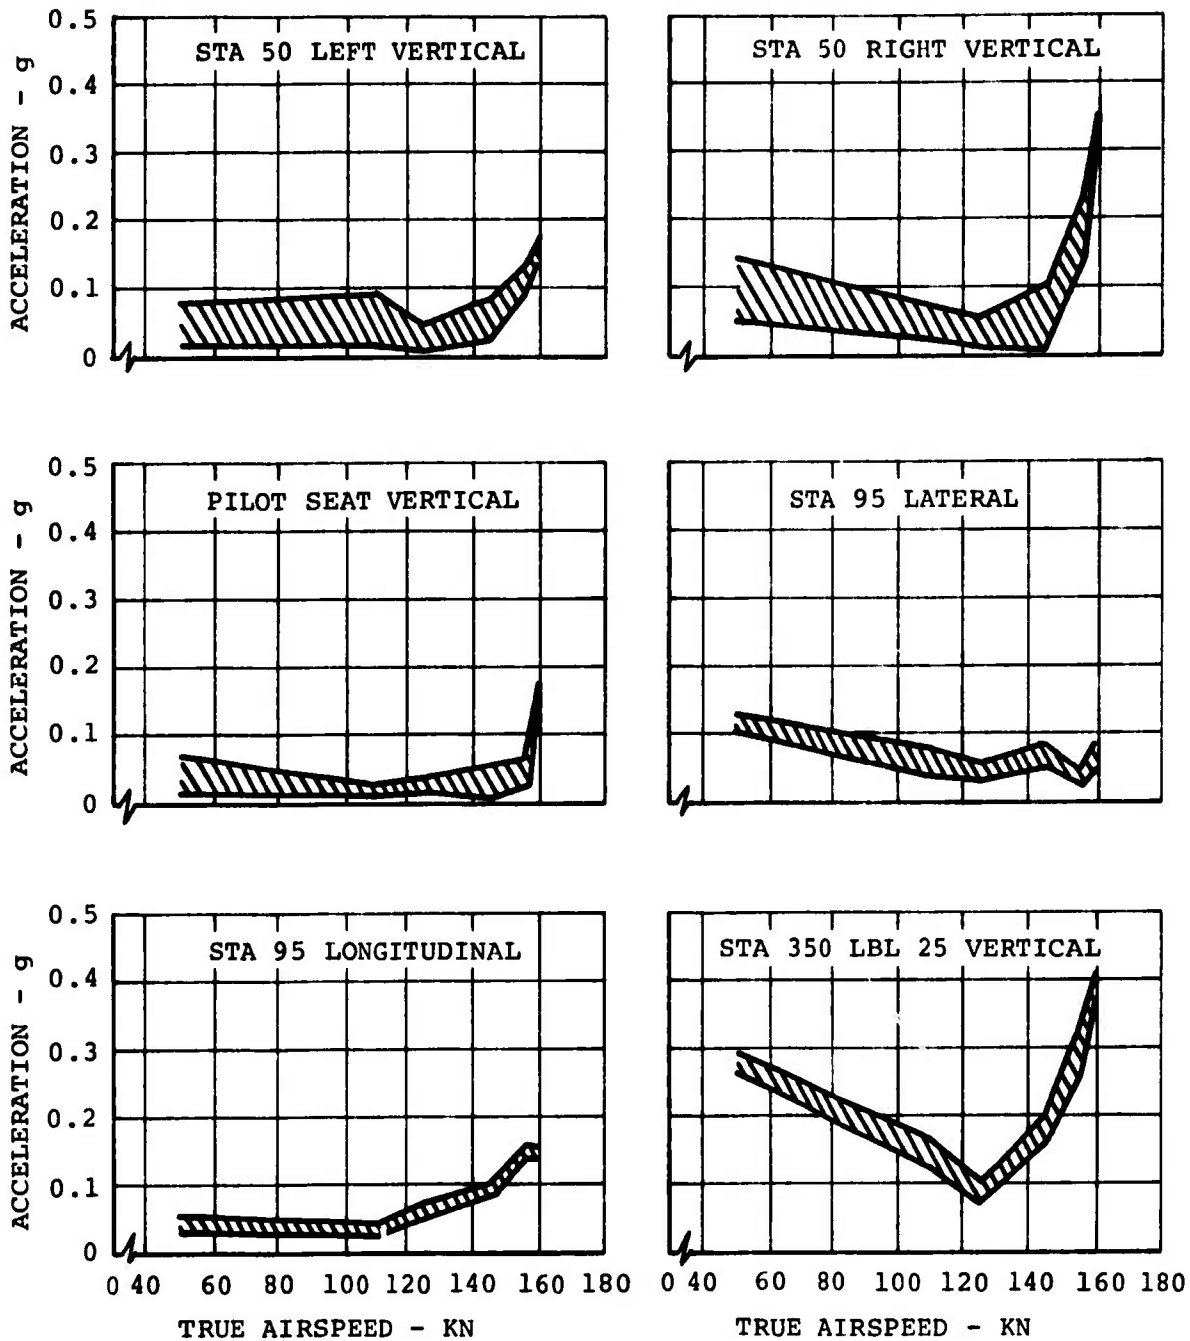 STA 50 LEFT VERTICAL
STA 50 RIGHT VERTICAL
ACCELERATION - g
0.5
0.4
0.3
0.2
0.1
0
PILOT SEAT VERTICAL
STA 95 LATERAL
ACCELERATION - g
0.5
0.4
0.3
0.2
0.1
0
STA 95 LONGITUDINAL
STA 350 LBL 25 VERTICAL
ACCELERATION - g
0.5
0.4
0.3
0.2
0.1
0
0 40 60 80 100 120 140 160 180
0 40 60 80 100 120 140 160 180
TRUE AIRSPEED - KN
TRUE AIRSPEED - KN